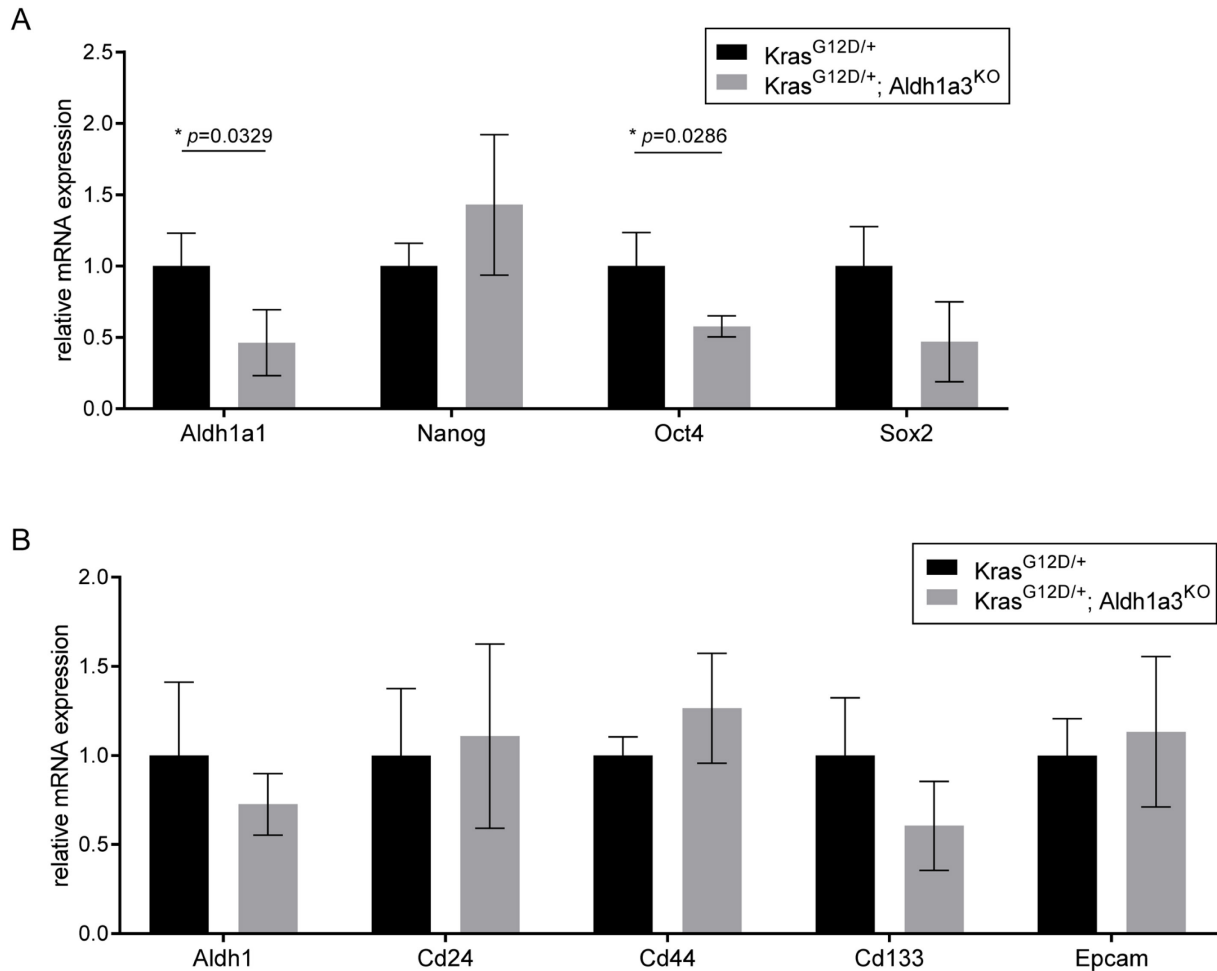 A
2.5
2.0
1.5
1.0
0.5
0.0
relative mRNA expression
Kras^G12D/+
Kras^G12D/+; Aldh1a3^KO
* p=0.0329
* p=0.0286
Aldh1a1 Nanog Oct4 Sox2
B
2.0
1.5
1.0
0.5
0.0
relative mRNA expression
Kras^G12D/+
Kras^G12D/+; Aldh1a3^KO
Aldh1 Cd24 Cd44 Cd133 Epcam